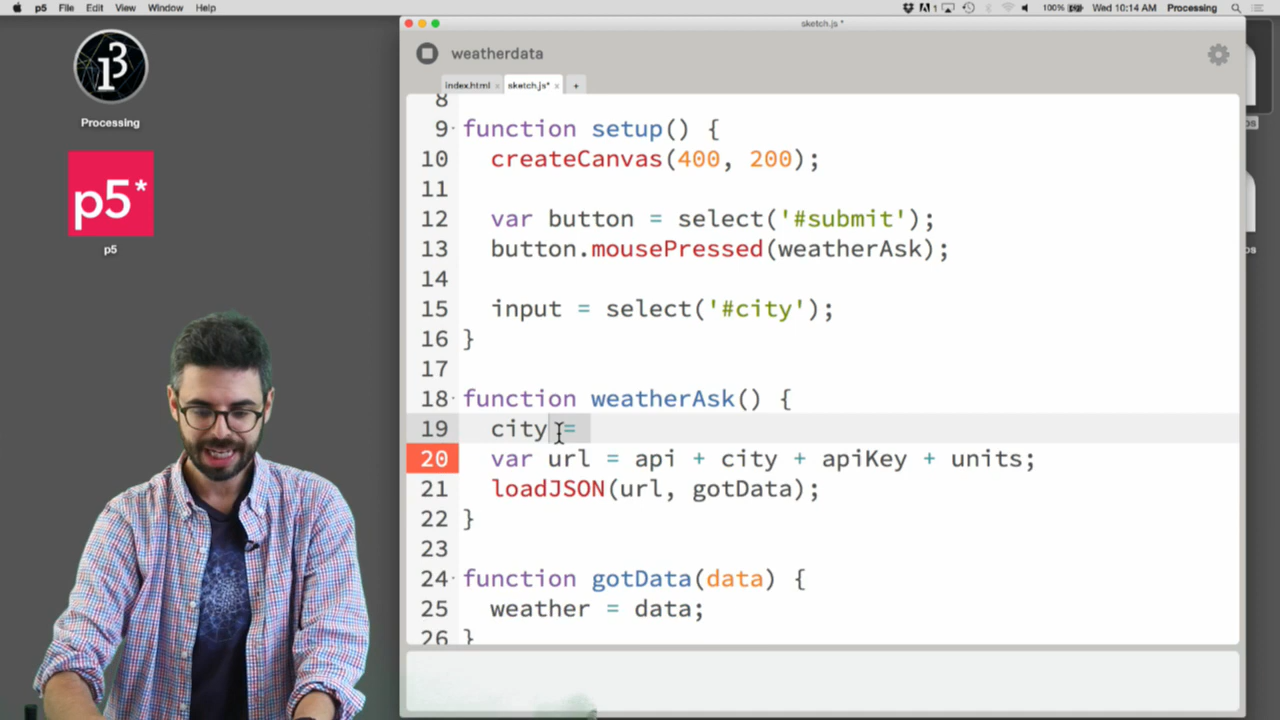 p5 File Edit View Window Help
1 100% Wed 10:14 AM Processing
sketch.js *
weatherdata
index.html × sketch.js* × +
Processing
p5*
p5
8
9 function setup() {
10 createCanvas(400, 200);
11
12 var button = select('#submit');
13 button.mousePressed(weatherAsk);
14
15 input = select('#city');
16 }
17
18 function weatherAsk() {
19 city =
20 var url = api + city + apiKey + units;
21 loadJSON(url, gotData);
22 }
23
24 function gotData(data) {
25 weather = data;
26 }